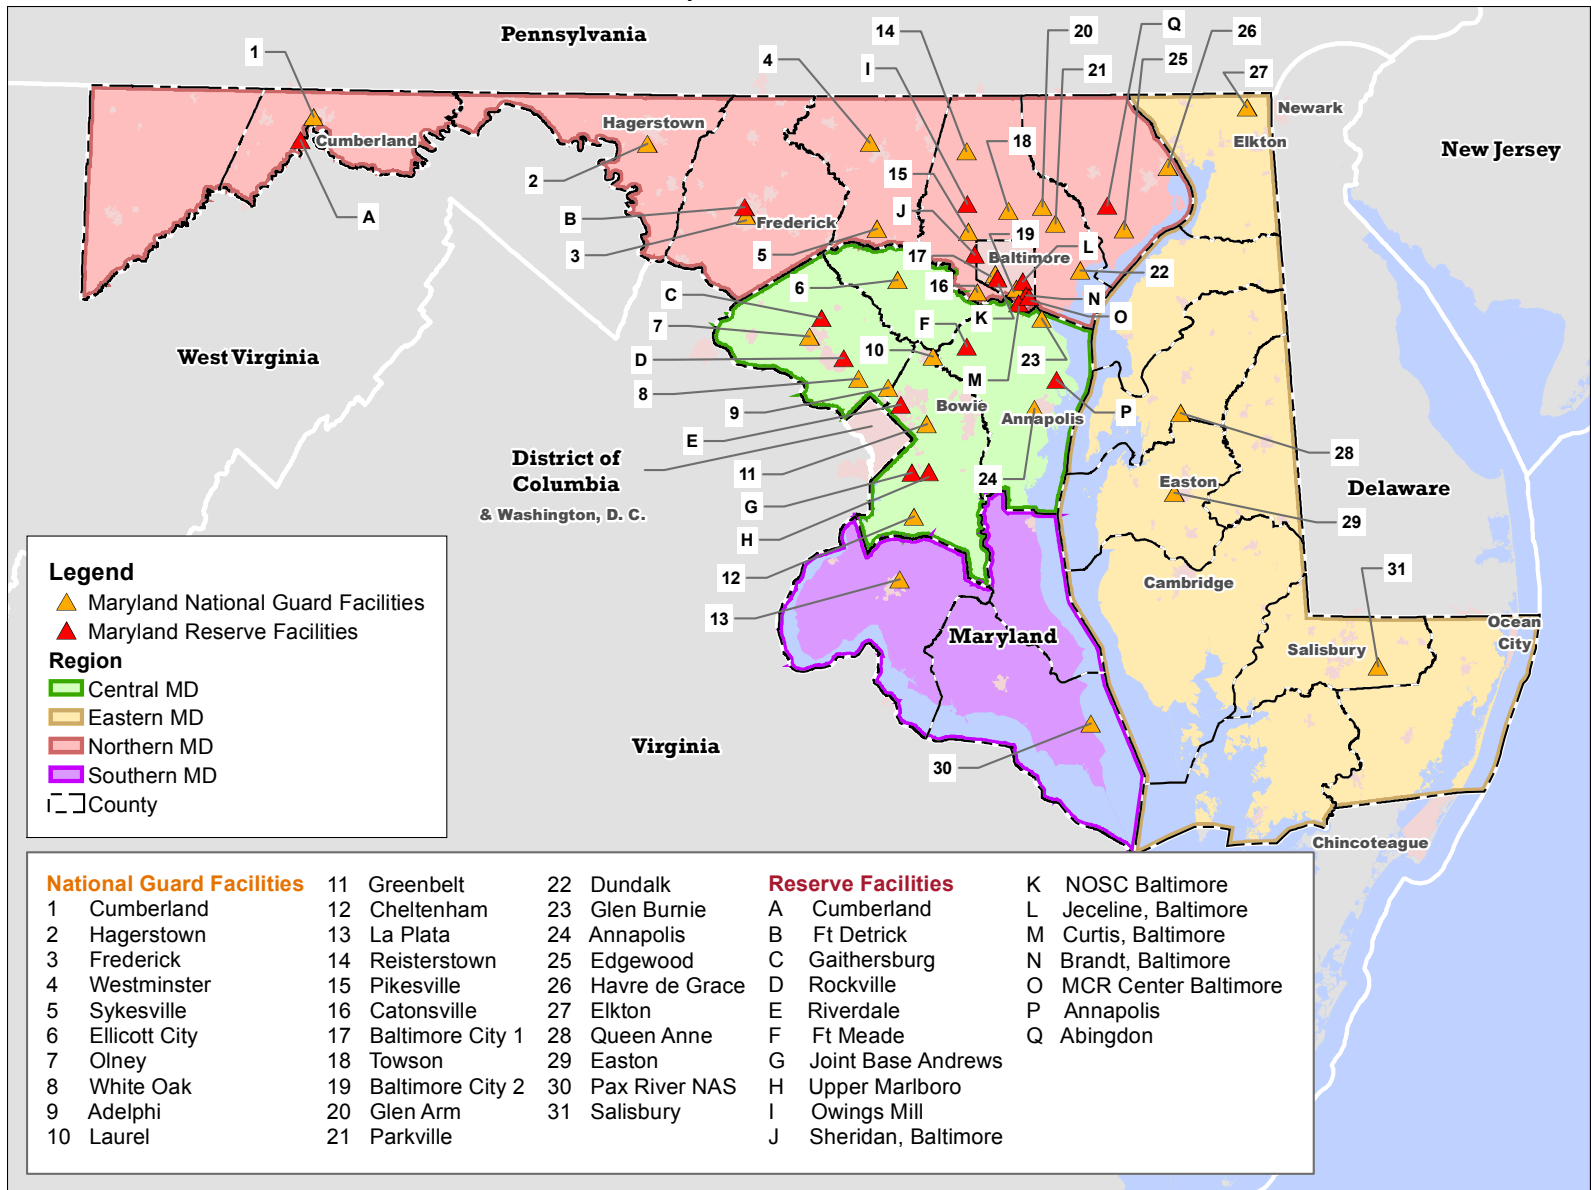 Pennsylvania
14
20
Q
26
1
4
I
21
25
27
Newark
Hagerstown
18
Elkton
New Jersey
Cumberland
2
15
A
B
J
19
L
Frederick
3
5
17
Baltimore
22
6
16
C
N
K
O
7
F
West Virginia
D
10
23
M
8
9
Bowie
P
Annapolis
E
28
District of
Columbia
11
24
Easton
Delaware
G
& Washington, D. C.
29
H
12
Cambridge
31
13
Maryland
Ocean
City
Salisbury
Virginia
30
Chincoteague
Legend
Maryland National Guard Facilities
Maryland Reserve Facilities
Region
Central MD
Eastern MD
Northern MD
Southern MD
County
National Guard Facilities
1 Cumberland
2 Hagerstown
3 Frederick
4 Westminster
5 Sykesville
6 Ellicott City
7 Olney
8 White Oak
9 Adelphi
10 Laurel
11 Greenbelt
12 Cheltenham
13 La Plata
14 Reisterstown
15 Pikesville
16 Catonsville
17 Baltimore City 1
18 Towson
19 Baltimore City 2
20 Glen Arm
21 Parkville
22 Dundalk
23 Glen Burnie
24 Annapolis
25 Edgewood
26 Havre de Grace
27 Elkton
28 Queen Anne
29 Easton
30 Pax River NAS
31 Salisbury
Reserve Facilities
A Cumberland
B Ft Detrick
C Gaithersburg
D Rockville
E Riverdale
F Ft Meade
G Joint Base Andrews
H Upper Marlboro
I Owings Mill
J Sheridan, Baltimore
K NOSC Baltimore
L Jeceline, Baltimore
M Curtis, Baltimore
N Brandt, Baltimore
O MCR Center Baltimore
P Annapolis
Q Abingdon